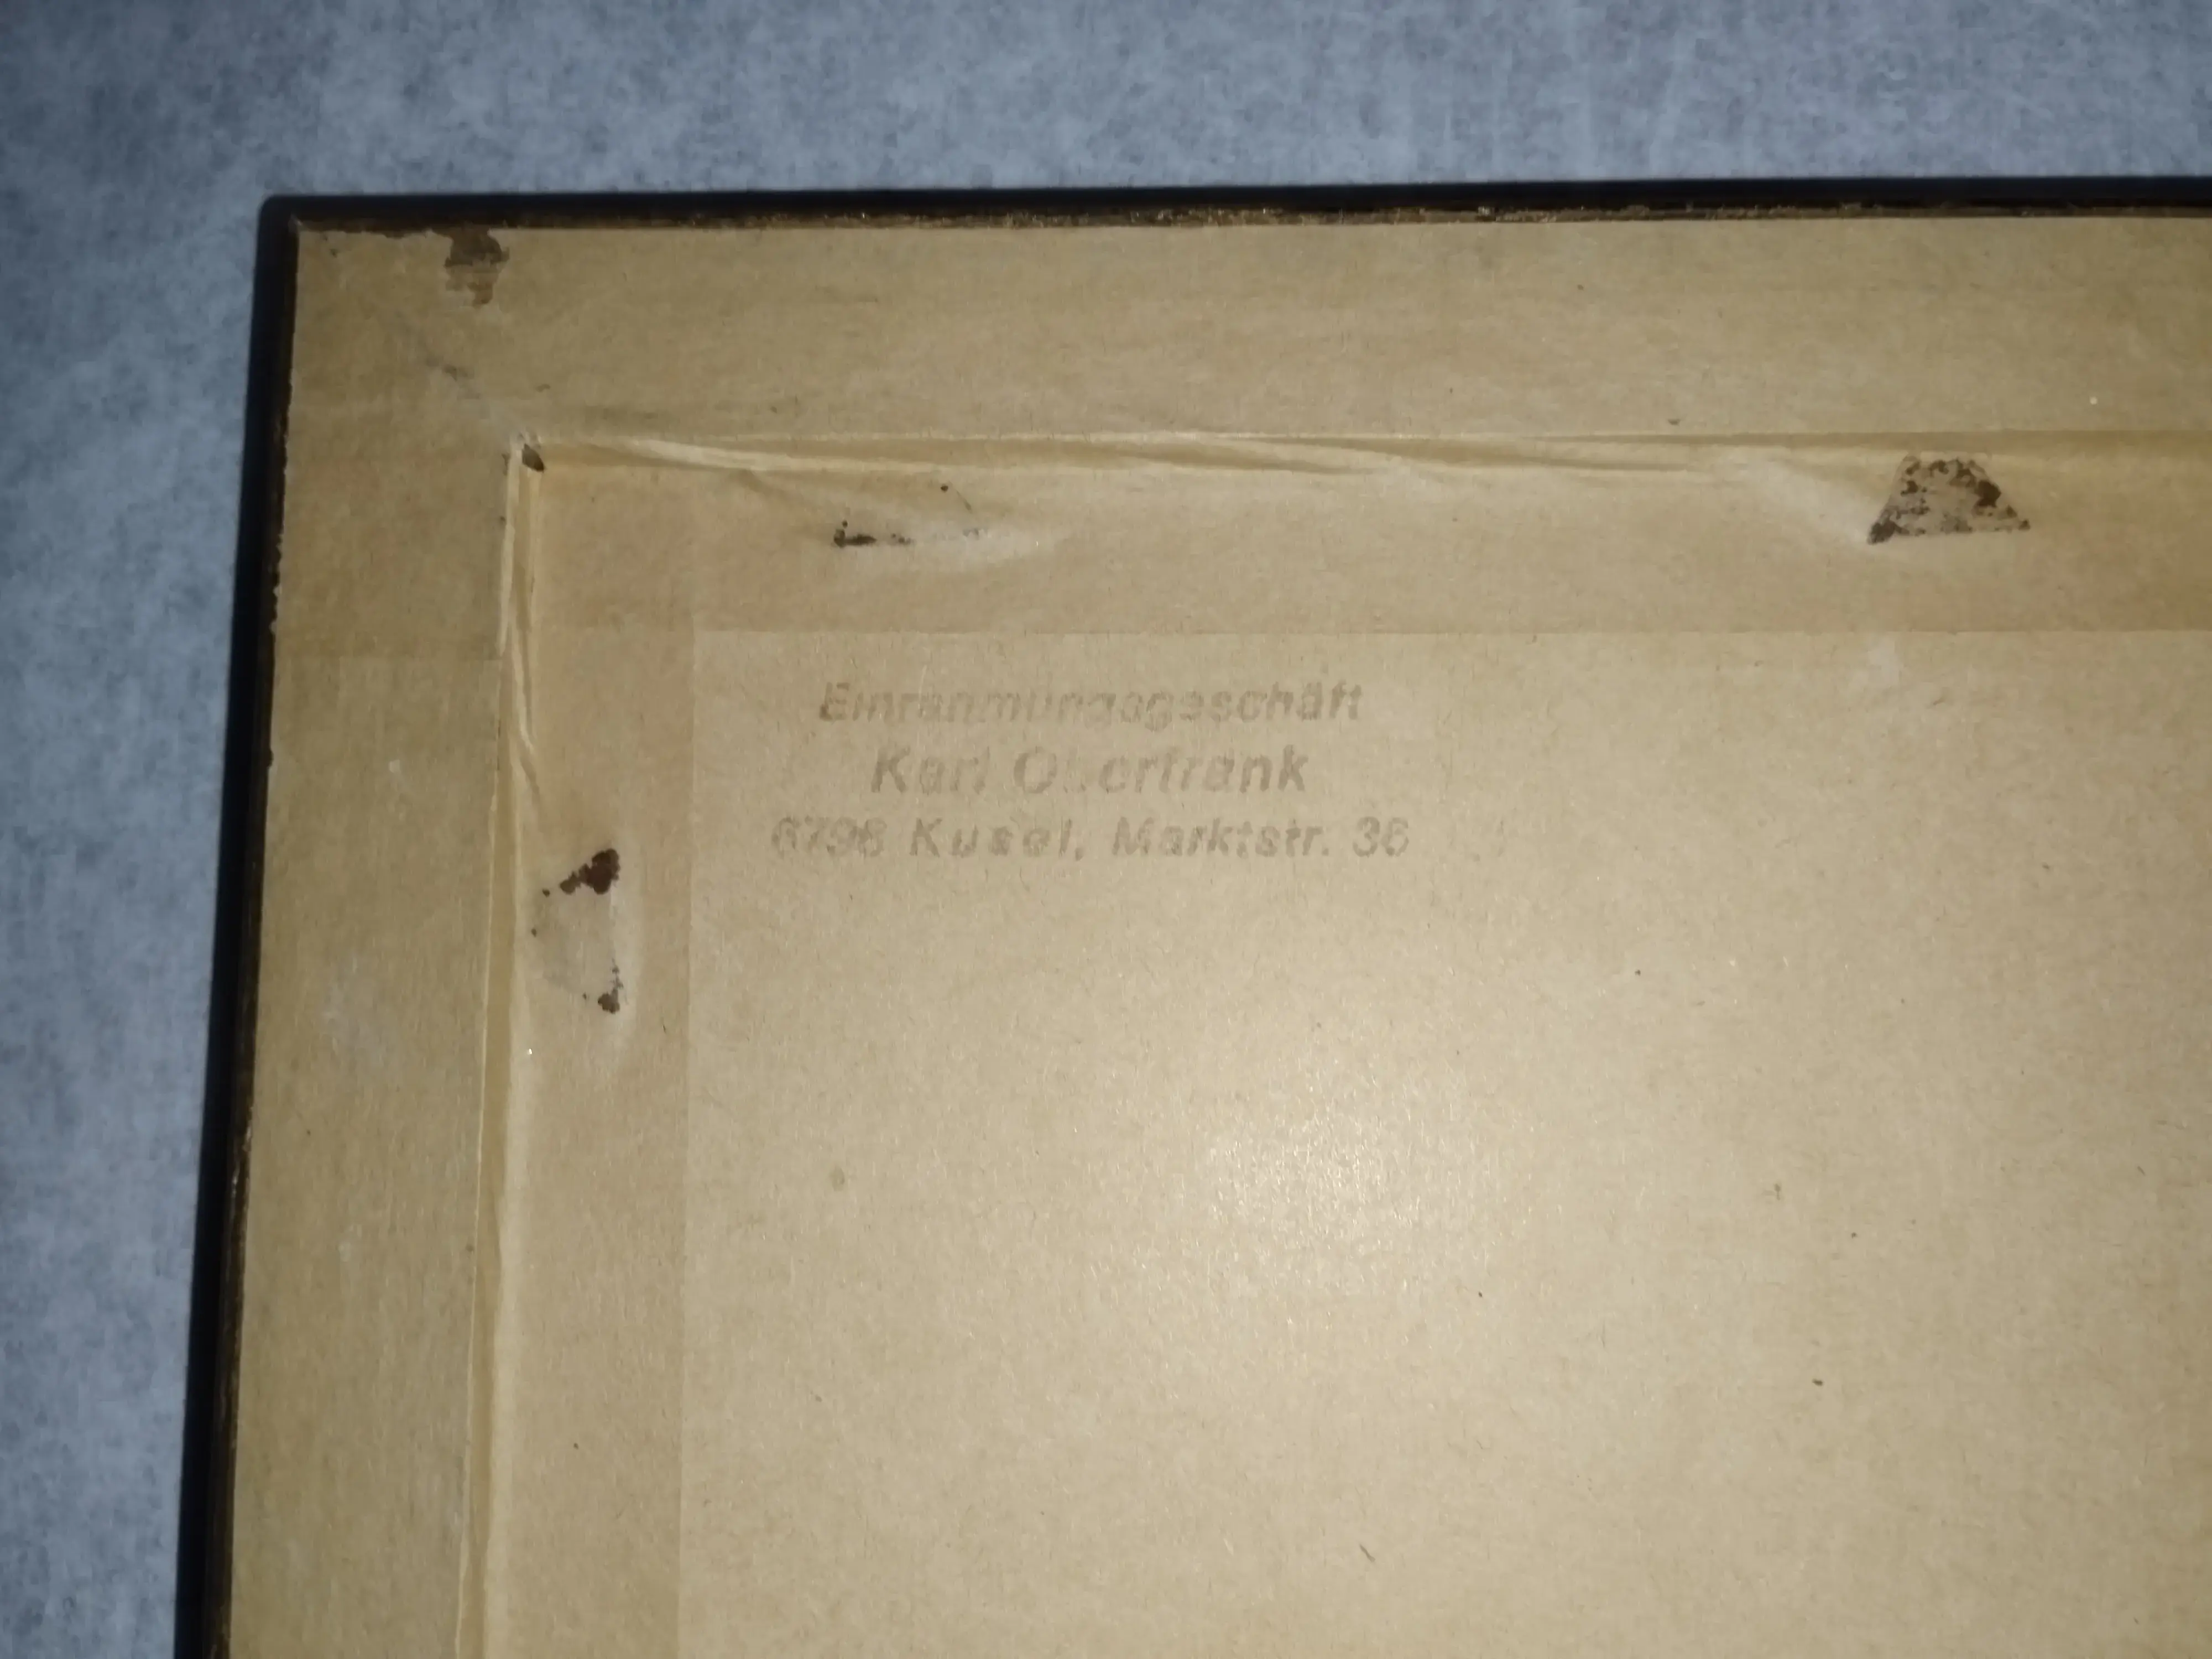 Einrahmungsgeschäft
Karl Oberfrank
6798 Kusel, Marktstr. 36